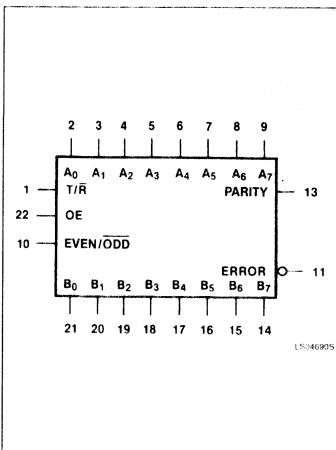 2 3 4 5 6 7 8 9
A0 A1 A2 A3 A4 A5 A6 A7
1 T/R̅ PARITY 13
22 OE
10 EVEN/O̅D̅D̅
ERROR 11
B0 B1 B2 B3 B4 B5 B6 B7
21 20 19 18 17 16 15 14
LS04690S